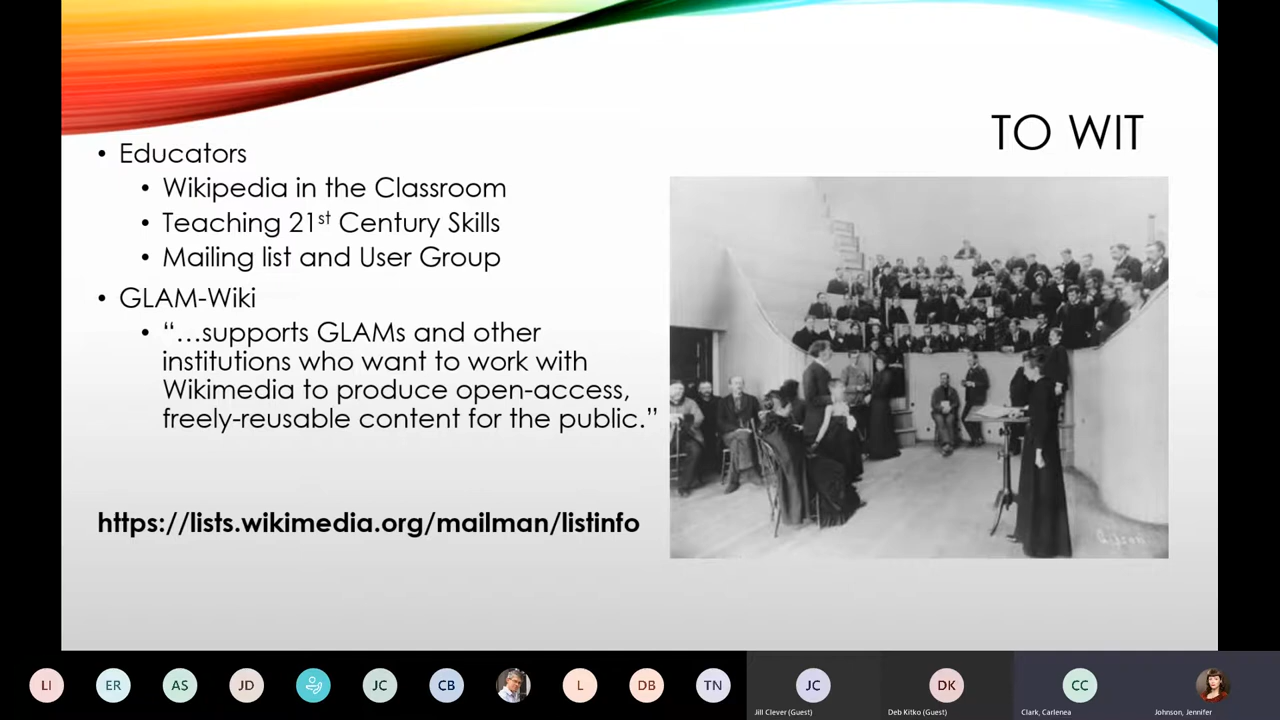 TO WIT
• Educators
• Wikipedia in the Classroom
• Teaching 21st Century Skills
• Mailing list and User Group
• GLAM-Wiki
• “…supports GLAMs and other
institutions who want to work with
Wikimedia to produce open-access,
freely-reusable content for the public.”
https://lists.wikimedia.org/mailman/listinfo
Gibson
LI
ER
AS
JD
JC
CB
L
DB
TN
JC
DK
CC
Jill Clever (Guest)
Deb Kitko (Guest)
Clark, Carlenea
Johnson, Jennifer